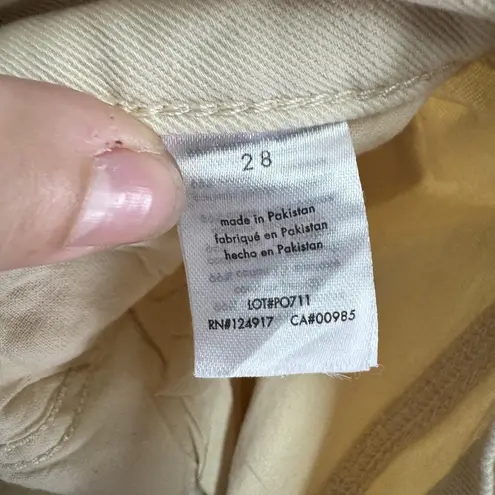 28
made in Pakistan
fabriqué en Pakistan
hecho en Pakistan
LOT#PO711
RN#124917 CA#00985